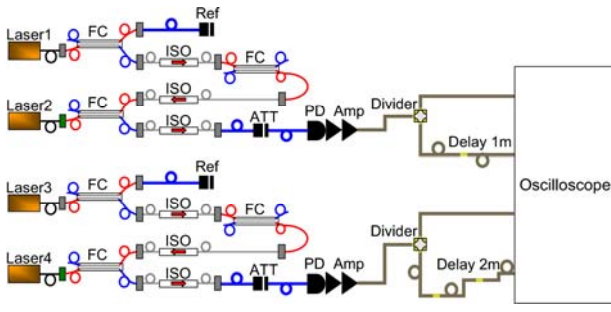 Ref
Laser1
FC
ISO
FC
ISO
Laser2
FC
ISO
ATT
PD
Amp
Divider
Delay 1m
Oscilloscope
Ref
Laser3
FC
ISO
FC
ISO
Laser4
FC
ISO
ATT
PD
Amp
Divider
Delay 2m